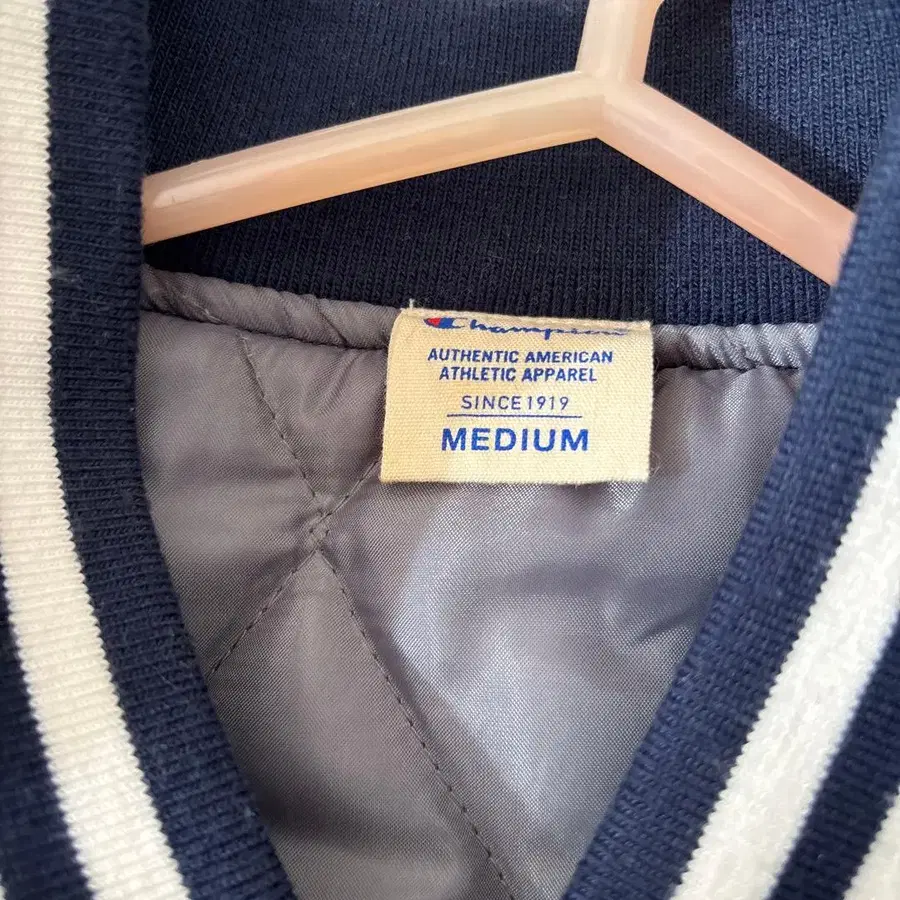 Champion
AUTHENTIC AMERICAN
ATHLETIC APPAREL
SINCE 1919
MEDIUM